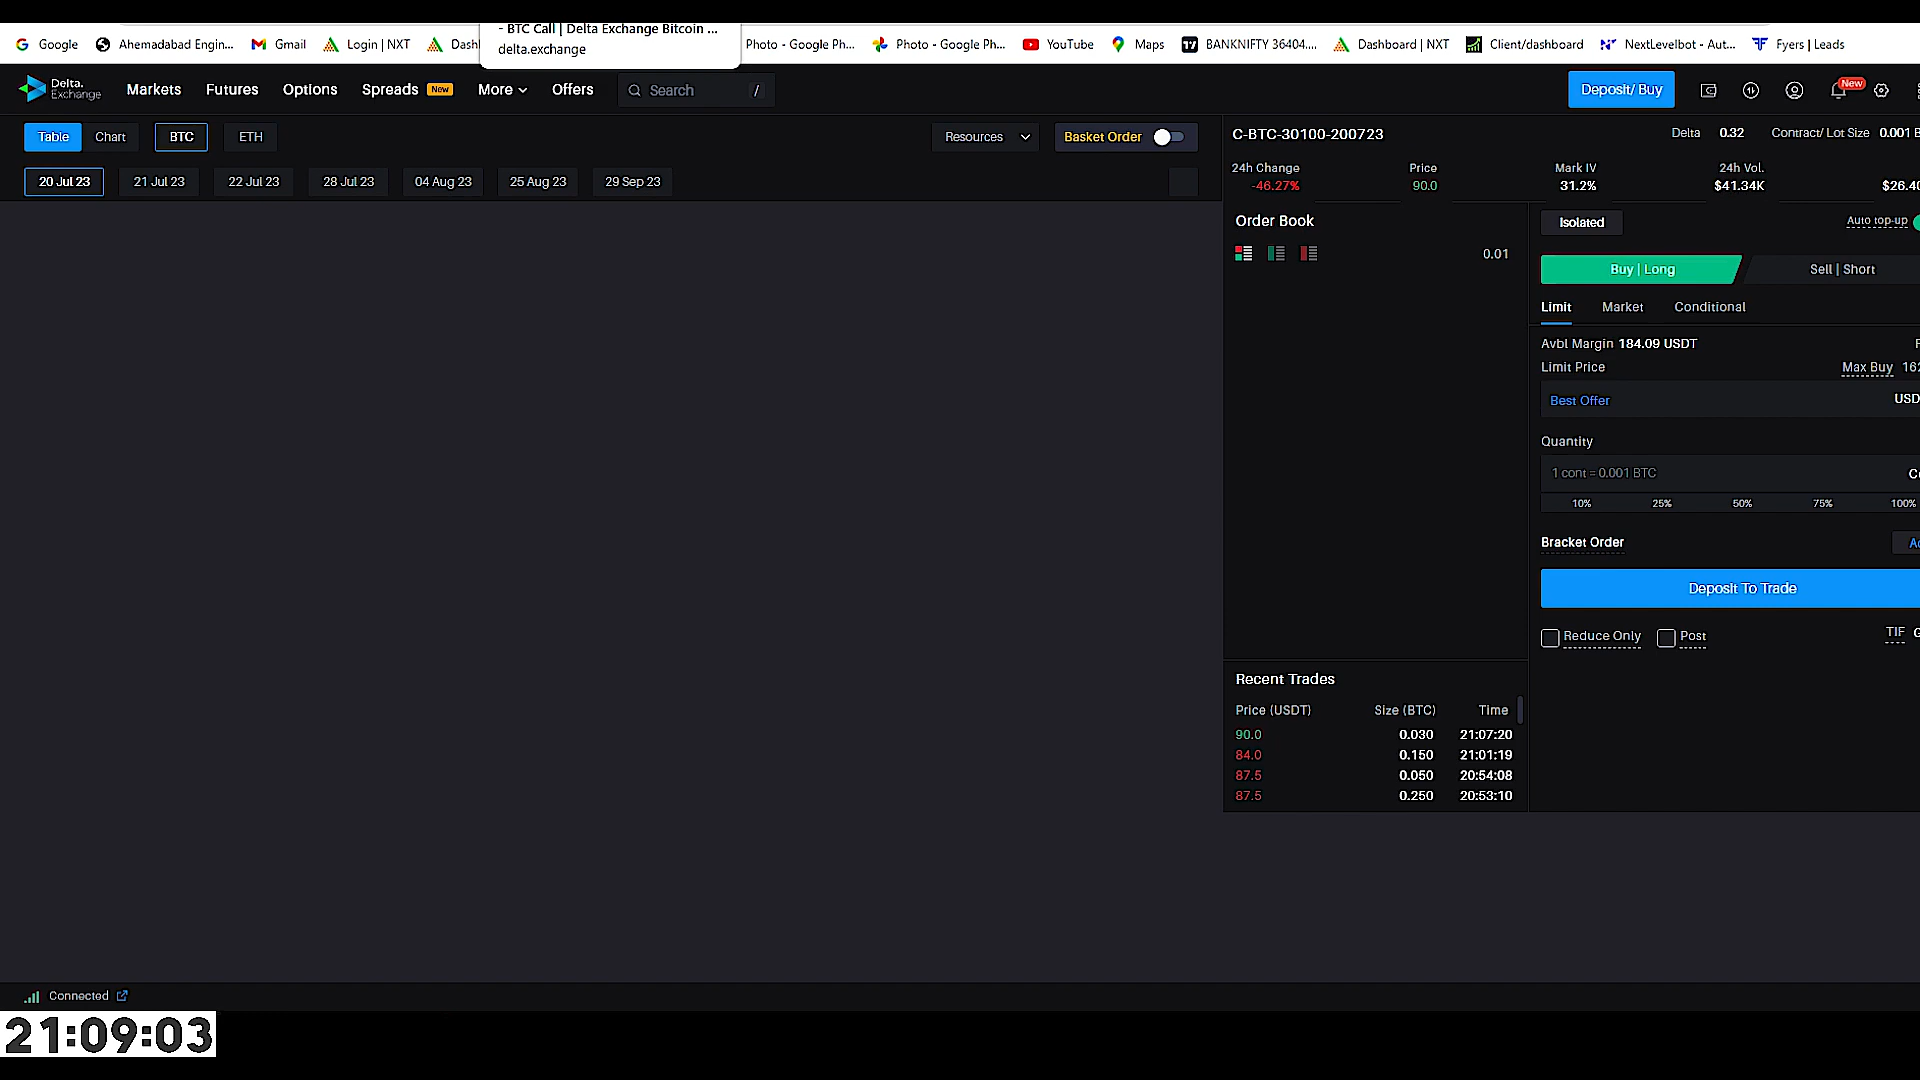 - BTC Call | Delta Exchange Bitcoin ...
delta.exchange
Google
Ahemadabad Engin...
Gmail
Login | NXT
Dash
Photo - Google Ph...
Photo - Google Ph...
YouTube
Maps
BANKNIFTY 36404....
Dashboard | NXT
Client/dashboard
NextLevelbot - Aut...
Fyers | Leads
Delta.
Exchange
Markets
Futures
Options
Spreads New
More
Offers
Search /
Deposit/ Buy
New
Table
Chart
BTC
ETH
Resources
Basket Order
20 Jul 23
21 Jul 23
22 Jul 23
28 Jul 23
04 Aug 23
25 Aug 23
29 Sep 23
C-BTC-30100-200723
Delta 0.32
Contract/ Lot Size 0.001 B
24h Change
Price
Mark IV
24h Vol.
-46.27%
90.0
31.2%
$41.34K
$26.40
Order Book
0.01
Isolated
Auto top-up
Buy | Long
Sell | Short
Limit
Market
Conditional
Avbl Margin 184.09 USDT
Limit Price
Max Buy 162
Best Offer
USD
Quantity
1 cont = 0.001 BTC
10%
25%
50%
75%
100%
Bracket Order
Deposit To Trade
Reduce Only
Post
TIF
Recent Trades
Price (USDT) Size (BTC) Time
90.0 0.030 21:07:20
84.0 0.150 21:01:19
87.5 0.050 20:54:08
87.5 0.250 20:53:10
Connected
21:09:03